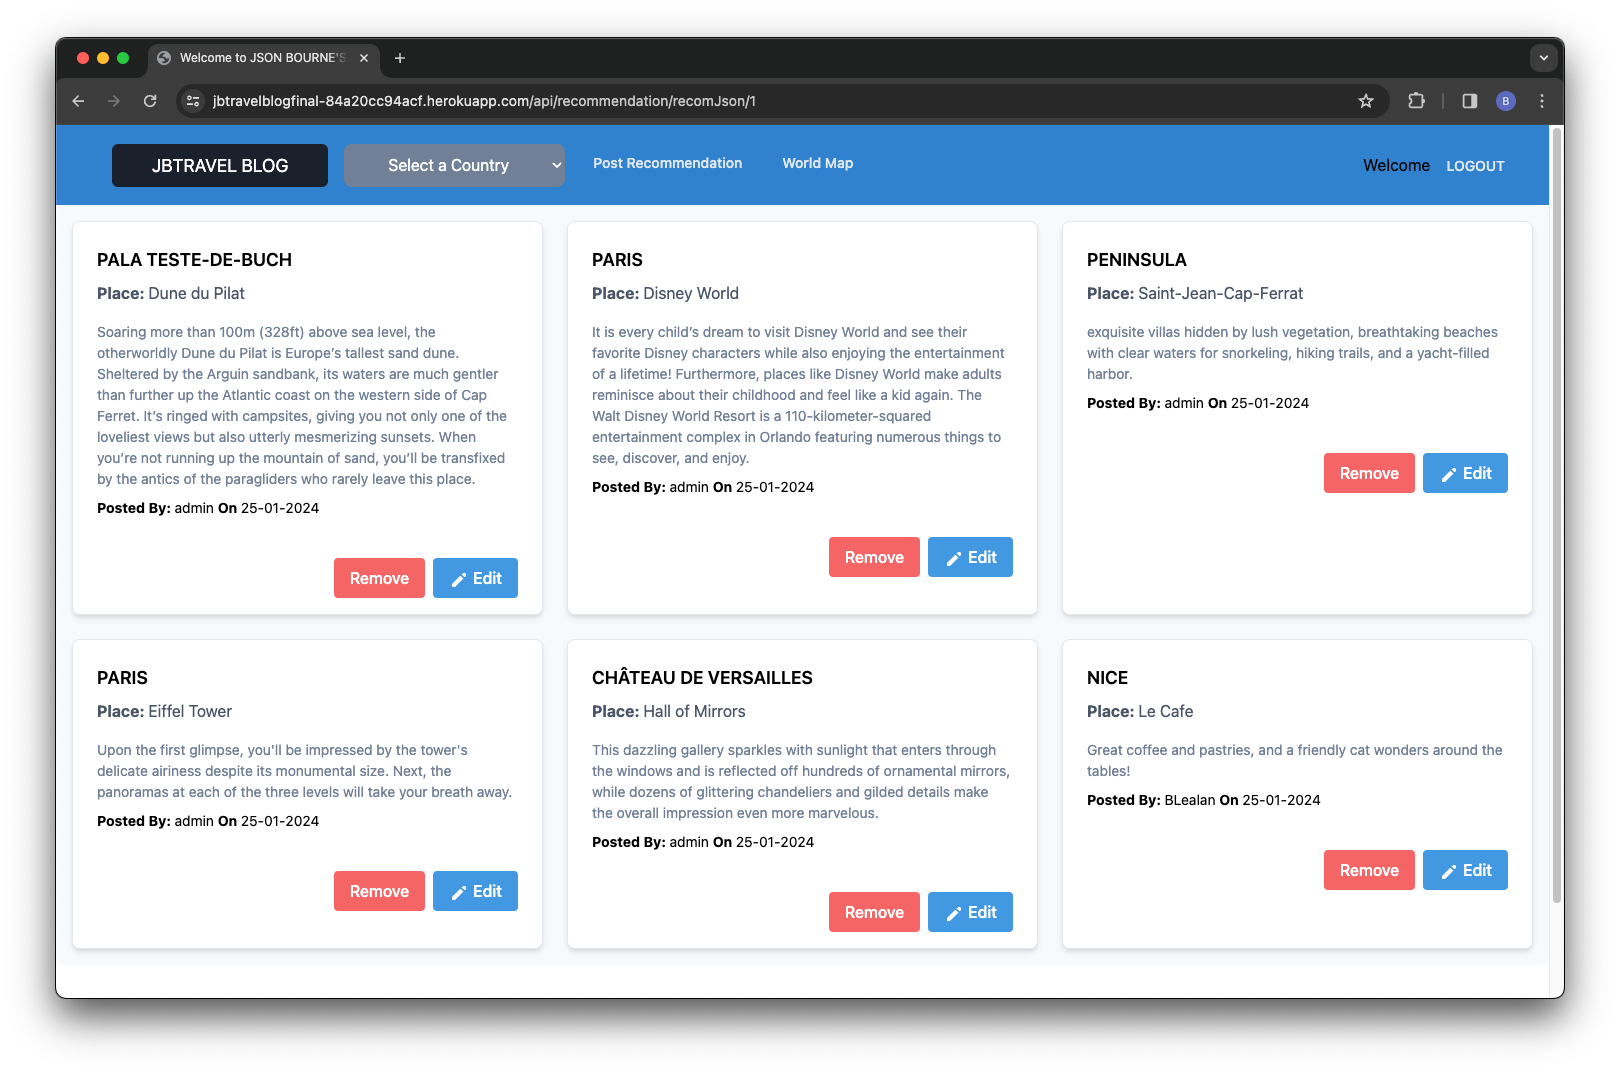 Welcome to JSON BOURNE'S
jbtravelblogfinal-84a20cc94acf.herokuapp.com/api/recommendation/recomJson/1
B
JBTRAVEL BLOG
Select a Country
Post Recommendation
World Map
Welcome
LOGOUT
PALA TESTE-DE-BUCH
Place: Dune du Pilat
Soaring more than 100m (328ft) above sea level, the
otherworldly Dune du Pilat is Europe’s tallest sand dune.
Sheltered by the Arguin sandbank, its waters are much gentler
than further up the Atlantic coast on the western side of Cap
Ferret. It’s ringed with campsites, giving you not only one of the
loveliest views but also utterly mesmerizing sunsets. When
you’re not running up the mountain of sand, you’ll be transfixed
by the antics of the paragliders who rarely leave this place.
Posted By: admin On 25-01-2024
Remove
Edit
PARIS
Place: Disney World
It is every child’s dream to visit Disney World and see their
favorite Disney characters while also enjoying the entertainment
of a lifetime! Furthermore, places like Disney World make adults
reminisce about their childhood and feel like a kid again. The
Walt Disney World Resort is a 110-kilometer-squared
entertainment complex in Orlando featuring numerous things to
see, discover, and enjoy.
Posted By: admin On 25-01-2024
Remove
Edit
PENINSULA
Place: Saint-Jean-Cap-Ferrat
exquisite villas hidden by lush vegetation, breathtaking beaches
with clear waters for snorkeling, hiking trails, and a yacht-filled
harbor.
Posted By: admin On 25-01-2024
Remove
Edit
PARIS
Place: Eiffel Tower
Upon the first glimpse, you'll be impressed by the tower's
delicate airiness despite its monumental size. Next, the
panoramas at each of the three levels will take your breath away.
Posted By: admin On 25-01-2024
Remove
Edit
CHÂTEAU DE VERSAILLES
Place: Hall of Mirrors
This dazzling gallery sparkles with sunlight that enters through
the windows and is reflected off hundreds of ornamental mirrors,
while dozens of glittering chandeliers and gilded details make
the overall impression even more marvelous.
Posted By: admin On 25-01-2024
Remove
Edit
NICE
Place: Le Cafe
Great coffee and pastries, and a friendly cat wonders around the
tables!
Posted By: BLealan On 25-01-2024
Remove
Edit